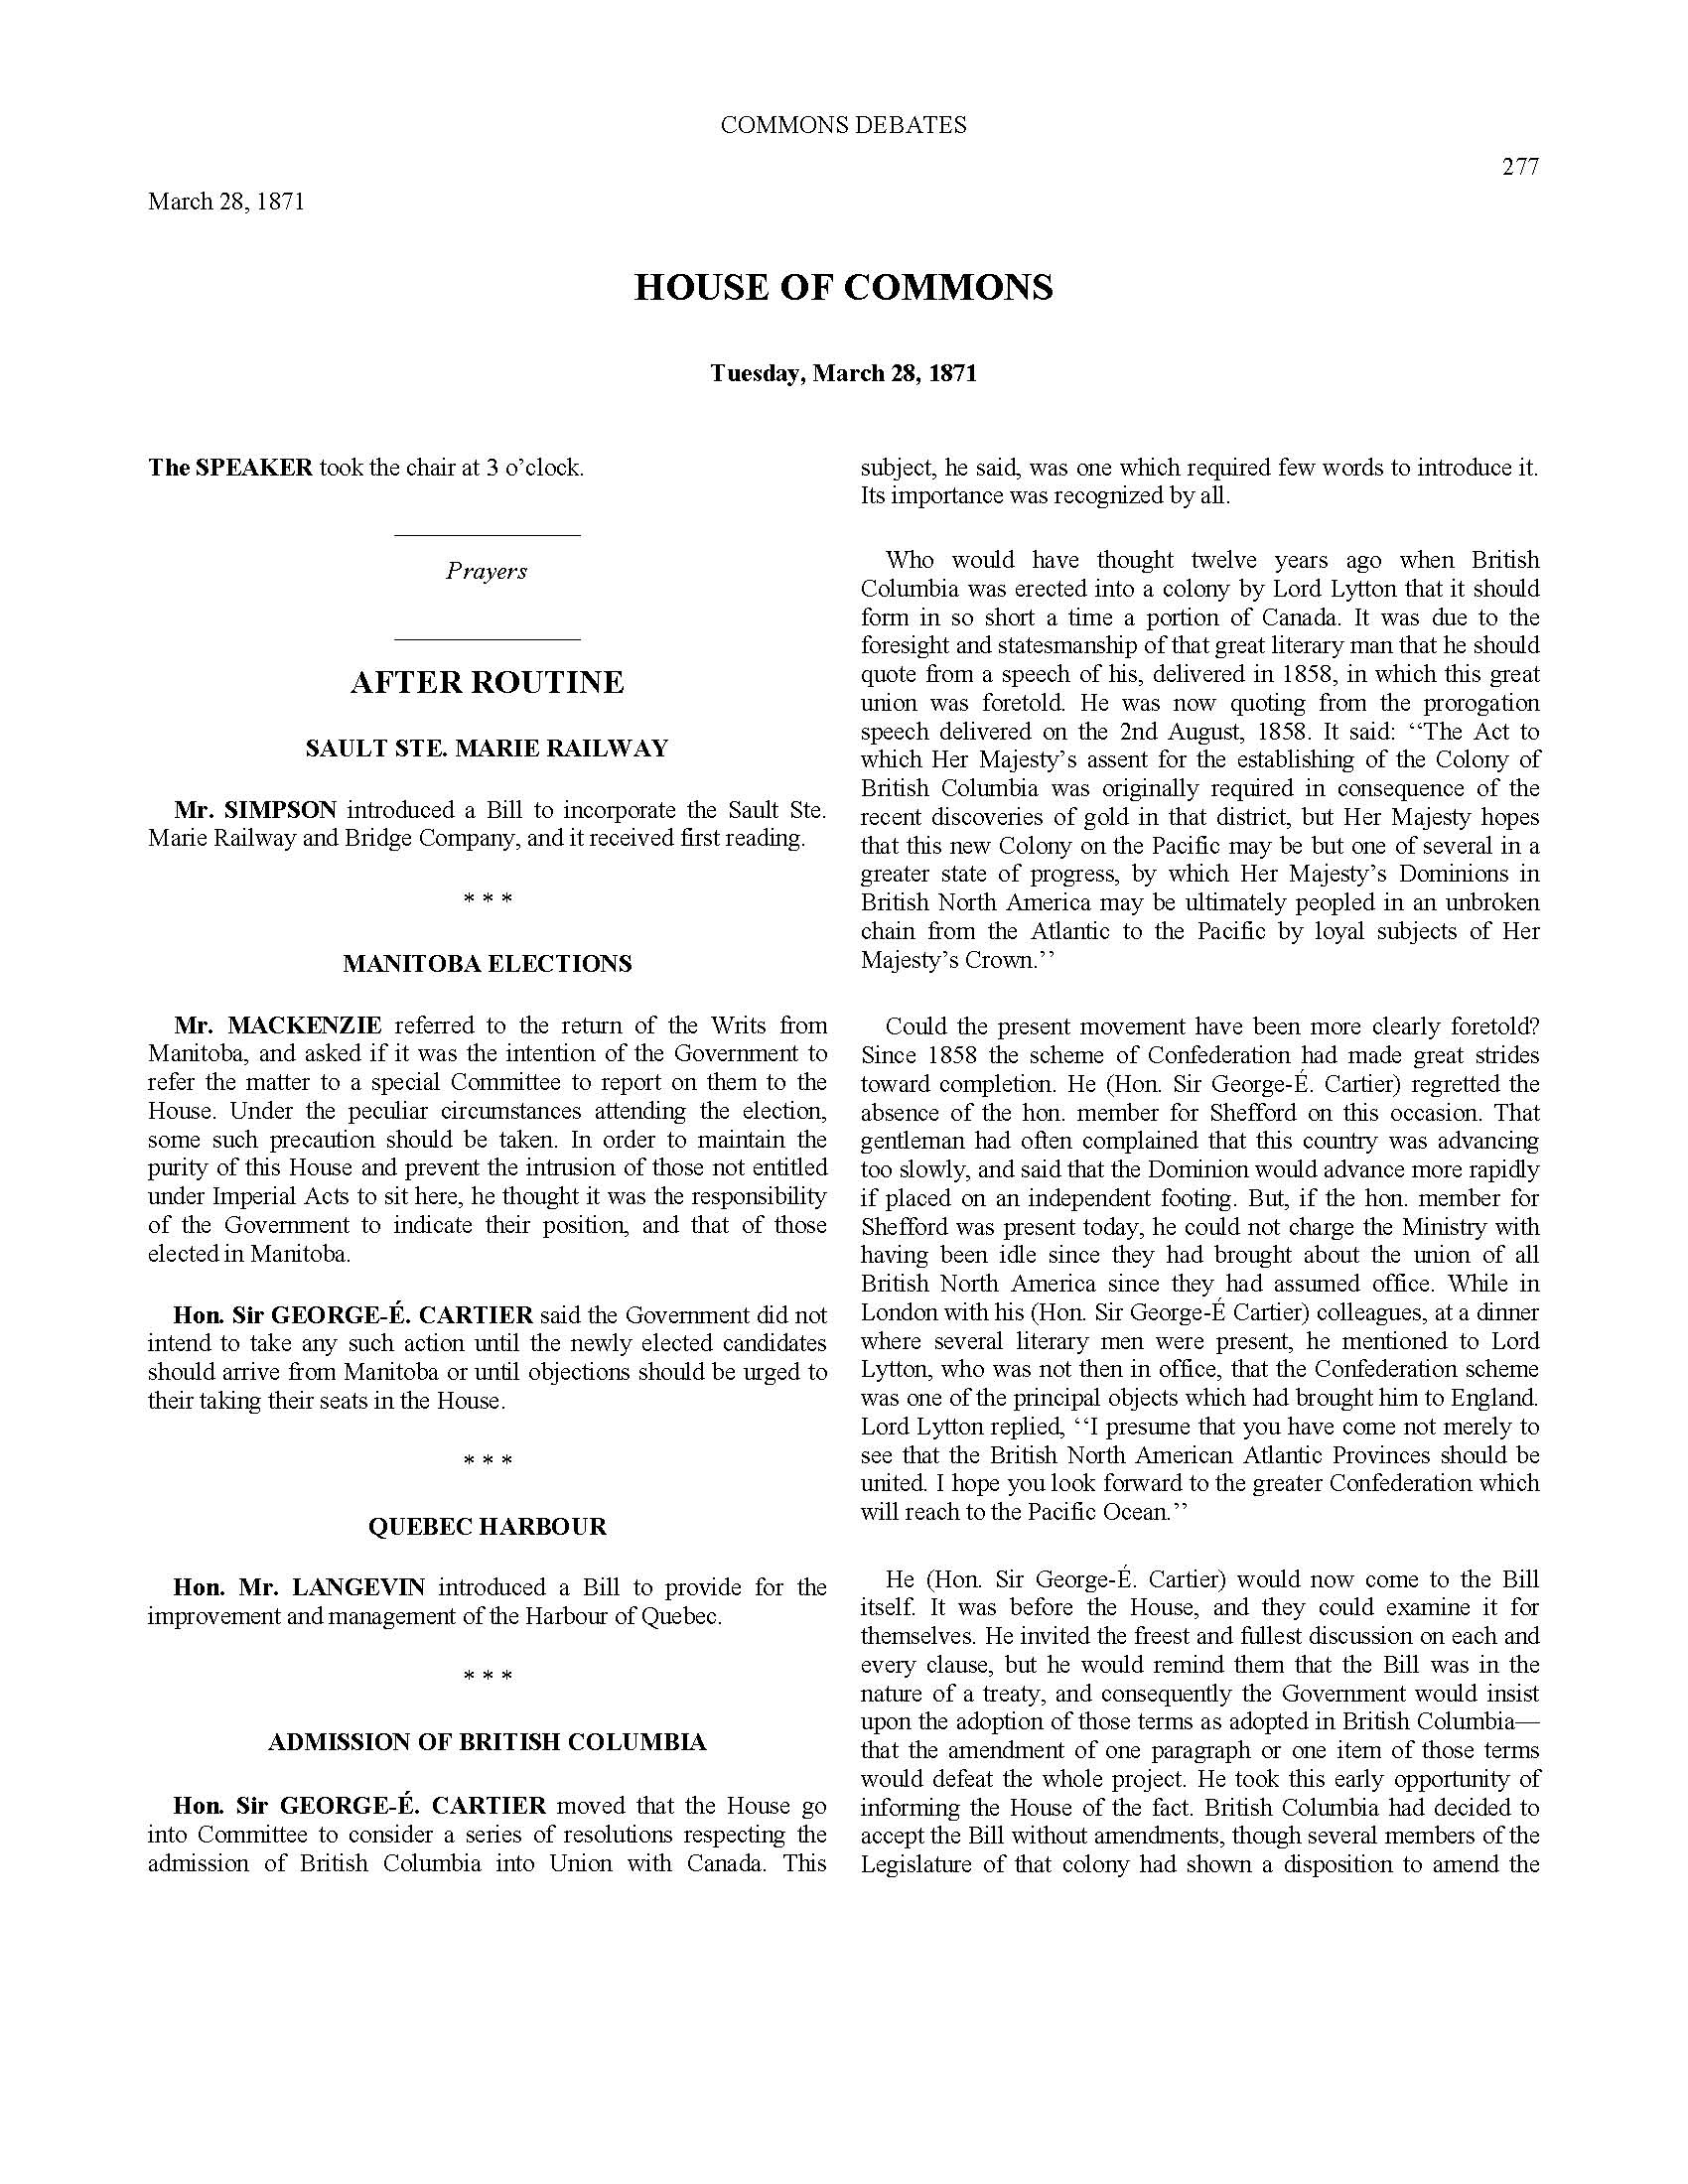 COMMONS DEBATES
277
March 28, 1871
HOUSE OF COMMONS
Tuesday, March 28, 1871
The SPEAKER took the chair at 3 o’clock.
Prayers
AFTER ROUTINE
SAULT STE. MARIE RAILWAY
Mr. SIMPSON introduced a Bill to incorporate the Sault Ste.
Marie Railway and Bridge Company, and it received first reading.
* * *
MANITOBA ELECTIONS
Mr. MACKENZIE referred to the return of the Writs from
Manitoba, and asked if it was the intention of the Government to
refer the matter to a special Committee to report on them to the
House. Under the peculiar circumstances attending the election,
some such precaution should be taken. In order to maintain the
purity of this House and prevent the intrusion of those not entitled
under Imperial Acts to sit here, he thought it was the responsibility
of the Government to indicate their position, and that of those
elected in Manitoba.
Hon. Sir GEORGE-É. CARTIER said the Government did not
intend to take any such action until the newly elected candidates
should arrive from Manitoba or until objections should be urged to
their taking their seats in the House.
* * *
QUEBEC HARBOUR
Hon. Mr. LANGEVIN introduced a Bill to provide for the
improvement and management of the Harbour of Quebec.
* * *
ADMISSION OF BRITISH COLUMBIA
Hon. Sir GEORGE-É. CARTIER moved that the House go
into Committee to consider a series of resolutions respecting the
admission of British Columbia into Union with Canada. This
subject, he said, was one which required few words to introduce it.
Its importance was recognized by all.
Who would have thought twelve years ago when British
Columbia was erected into a colony by Lord Lytton that it should
form in so short a time a portion of Canada. It was due to the
foresight and statesmanship of that great literary man that he should
quote from a speech of his, delivered in 1858, in which this great
union was foretold. He was now quoting from the prorogation
speech delivered on the 2nd August, 1858. It said: ‘‘The Act to
which Her Majesty’s assent for the establishing of the Colony of
British Columbia was originally required in consequence of the
recent discoveries of gold in that district, but Her Majesty hopes
that this new Colony on the Pacific may be but one of several in a
greater state of progress, by which Her Majesty’s Dominions in
British North America may be ultimately peopled in an unbroken
chain from the Atlantic to the Pacific by loyal subjects of Her
Majesty’s Crown.’’
Could the present movement have been more clearly foretold?
Since 1858 the scheme of Confederation had made great strides
toward completion. He (Hon. Sir George-É. Cartier) regretted the
absence of the hon. member for Shefford on this occasion. That
gentleman had often complained that this country was advancing
too slowly, and said that the Dominion would advance more rapidly
if placed on an independent footing. But, if the hon. member for
Shefford was present today, he could not charge the Ministry with
having been idle since they had brought about the union of all
British North America since they had assumed office. While in
London with his (Hon. Sir George-É Cartier) colleagues, at a dinner
where several literary men were present, he mentioned to Lord
Lytton, who was not then in office, that the Confederation scheme
was one of the principal objects which had brought him to England.
Lord Lytton replied, ‘‘I presume that you have come not merely to
see that the British North American Atlantic Provinces should be
united. I hope you look forward to the greater Confederation which
will reach to the Pacific Ocean.’’
He (Hon. Sir George-É. Cartier) would now come to the Bill
itself. It was before the House, and they could examine it for
themselves. He invited the freest and fullest discussion on each and
every clause, but he would remind them that the Bill was in the
nature of a treaty, and consequently the Government would insist
upon the adoption of those terms as adopted in British Columbia—
that the amendment of one paragraph or one item of those terms
would defeat the whole project. He took this early opportunity of
informing the House of the fact. British Columbia had decided to
accept the Bill without amendments, though several members of the
Legislature of that colony had shown a disposition to amend the